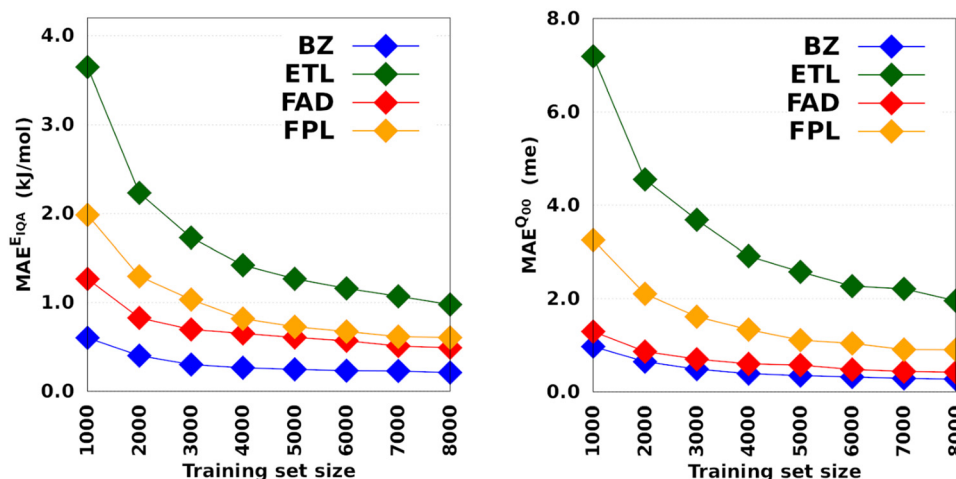 4.0
3.0
2.0
1.0
0.0
MAE^E_IQA (kJ/mol)
BZ
ETL
FAD
FPL
1000
2000
3000
4000
5000
6000
7000
8000
Training set size
8.0
6.0
4.0
2.0
0.0
MAE^Q_00 (me)
BZ
ETL
FAD
FPL
1000
2000
3000
4000
5000
6000
7000
8000
Training set size